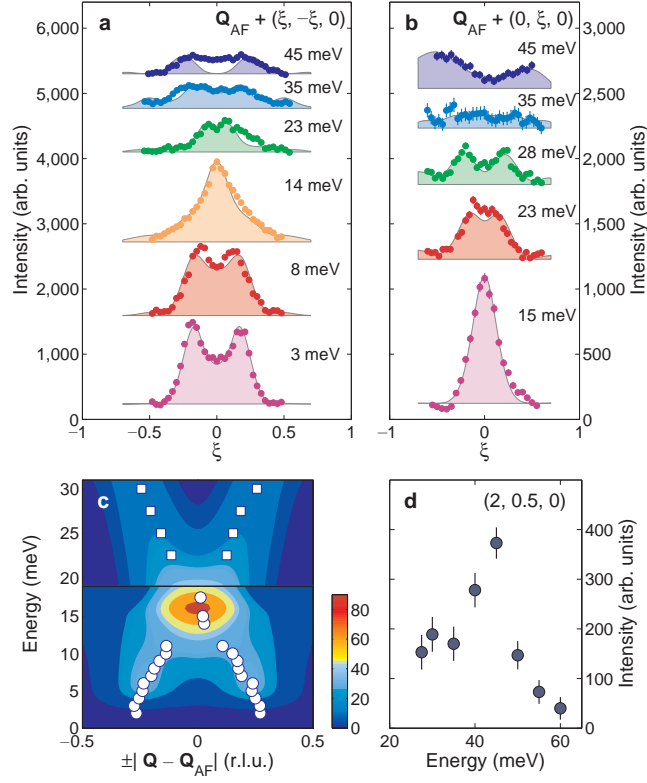 a
Q_AF + (ξ, −ξ, 0)
6,000
5,000
4,000
3,000
2,000
1,000
0
Intensity (arb. units)
45 meV
35 meV
23 meV
14 meV
8 meV
3 meV
−1
−0.5
0
0.5
1
ξ
b
Q_AF + (0, ξ, 0)
45 meV
35 meV
28 meV
23 meV
15 meV
3,000
2,500
2,000
1,500
1,000
500
0
Intensity (arb. units)
−1
0
1
ξ
c
30
25
20
15
10
5
0
Energy (meV)
−0.5
0
0.5
±| Q − Q_AF| (r.l.u.)
80
60
40
20
0
d
(2, 0.5, 0)
400
300
200
100
0
Intensity (arb. units)
20
40
60
Energy (meV)